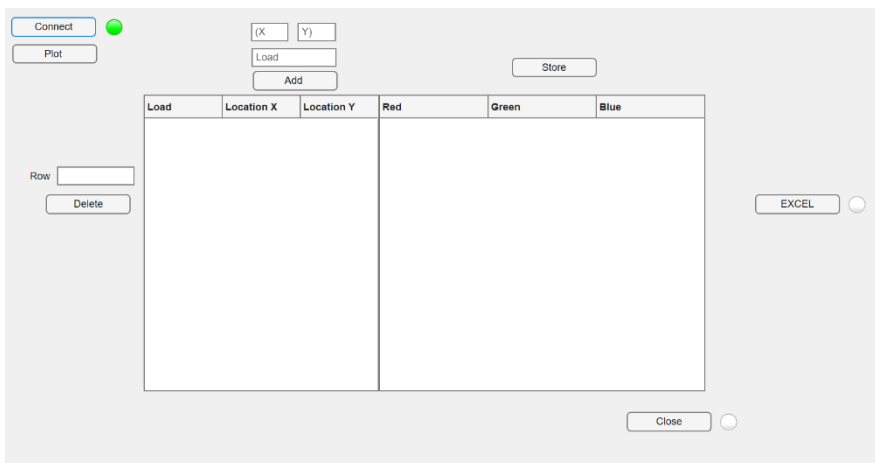 Connect
(X Y)
Plot
Load
Store
Add
Load Location X Location Y Red Green Blue
Row
Delete
EXCEL
Close